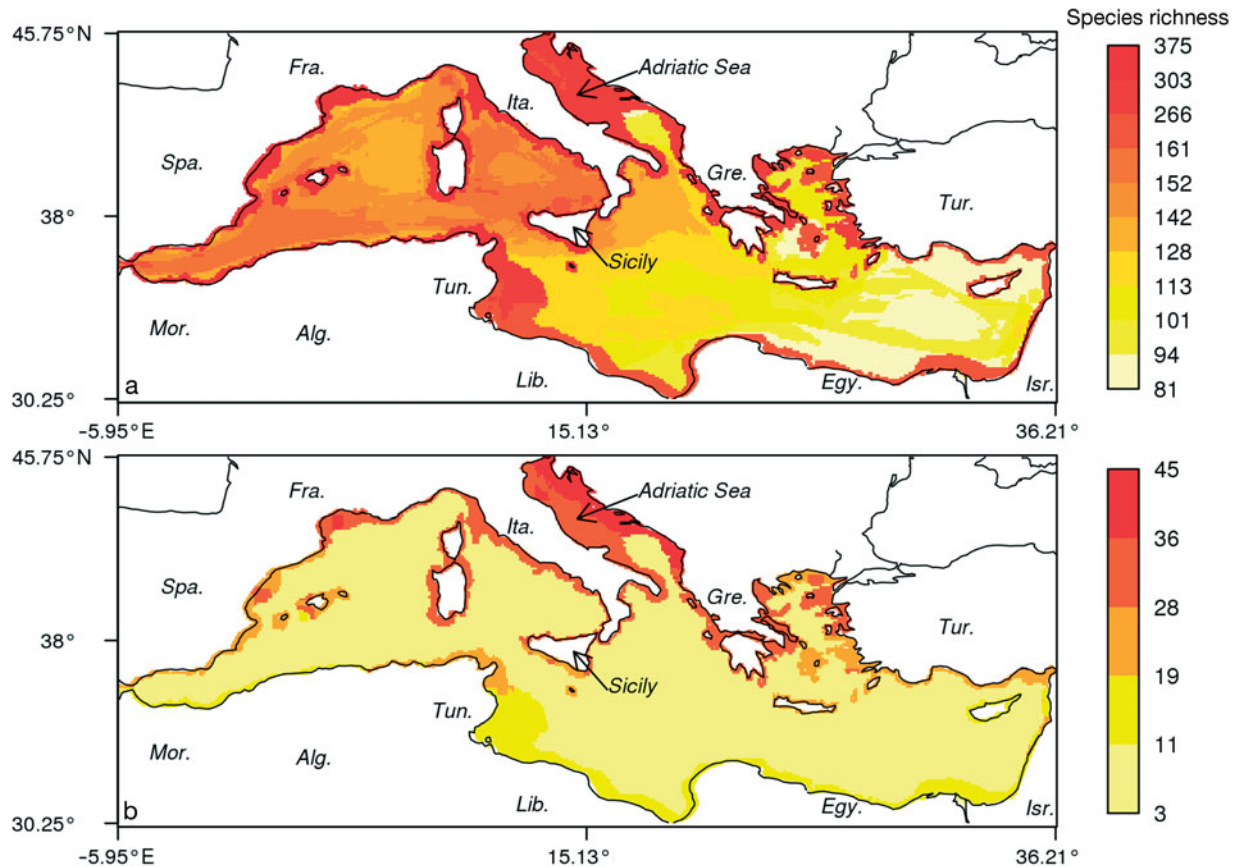 Species richness
45.75°N
Fra.
Adriatic Sea
Ita.
Spa.
Gre.
Tur.
38°
Sicily
Tun.
Mor.
Alg.
Lib.
Egy.
Isr.
a
30.25°
-5.95°E
15.13°
36.21°
375
303
266
161
152
142
128
113
101
94
81
45.75°N
Fra.
Adriatic Sea
Ita.
Spa.
Gre.
Tur.
38°
Sicily
Tun.
Mor.
Alg.
Lib.
Egy.
Isr.
b
30.25°
-5.95°E
15.13°
36.21°
45
36
28
19
11
3